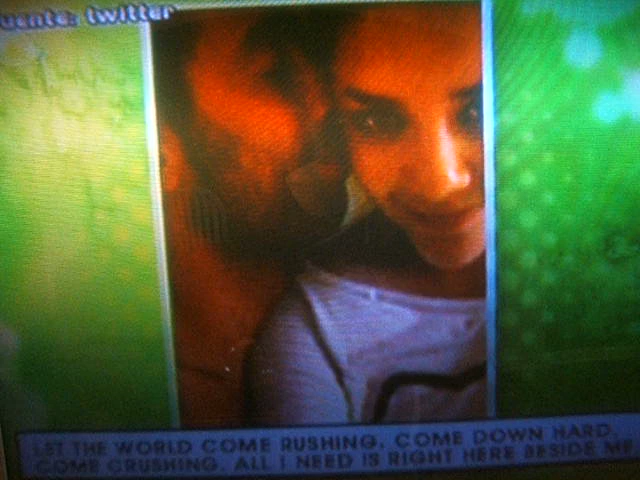 uente: twitter
LET THE WORLD COME RUSHING, COME DOWN HARD,
COME CRUSHING. ALL I NEED IS RIGHT HERE BESIDE ME